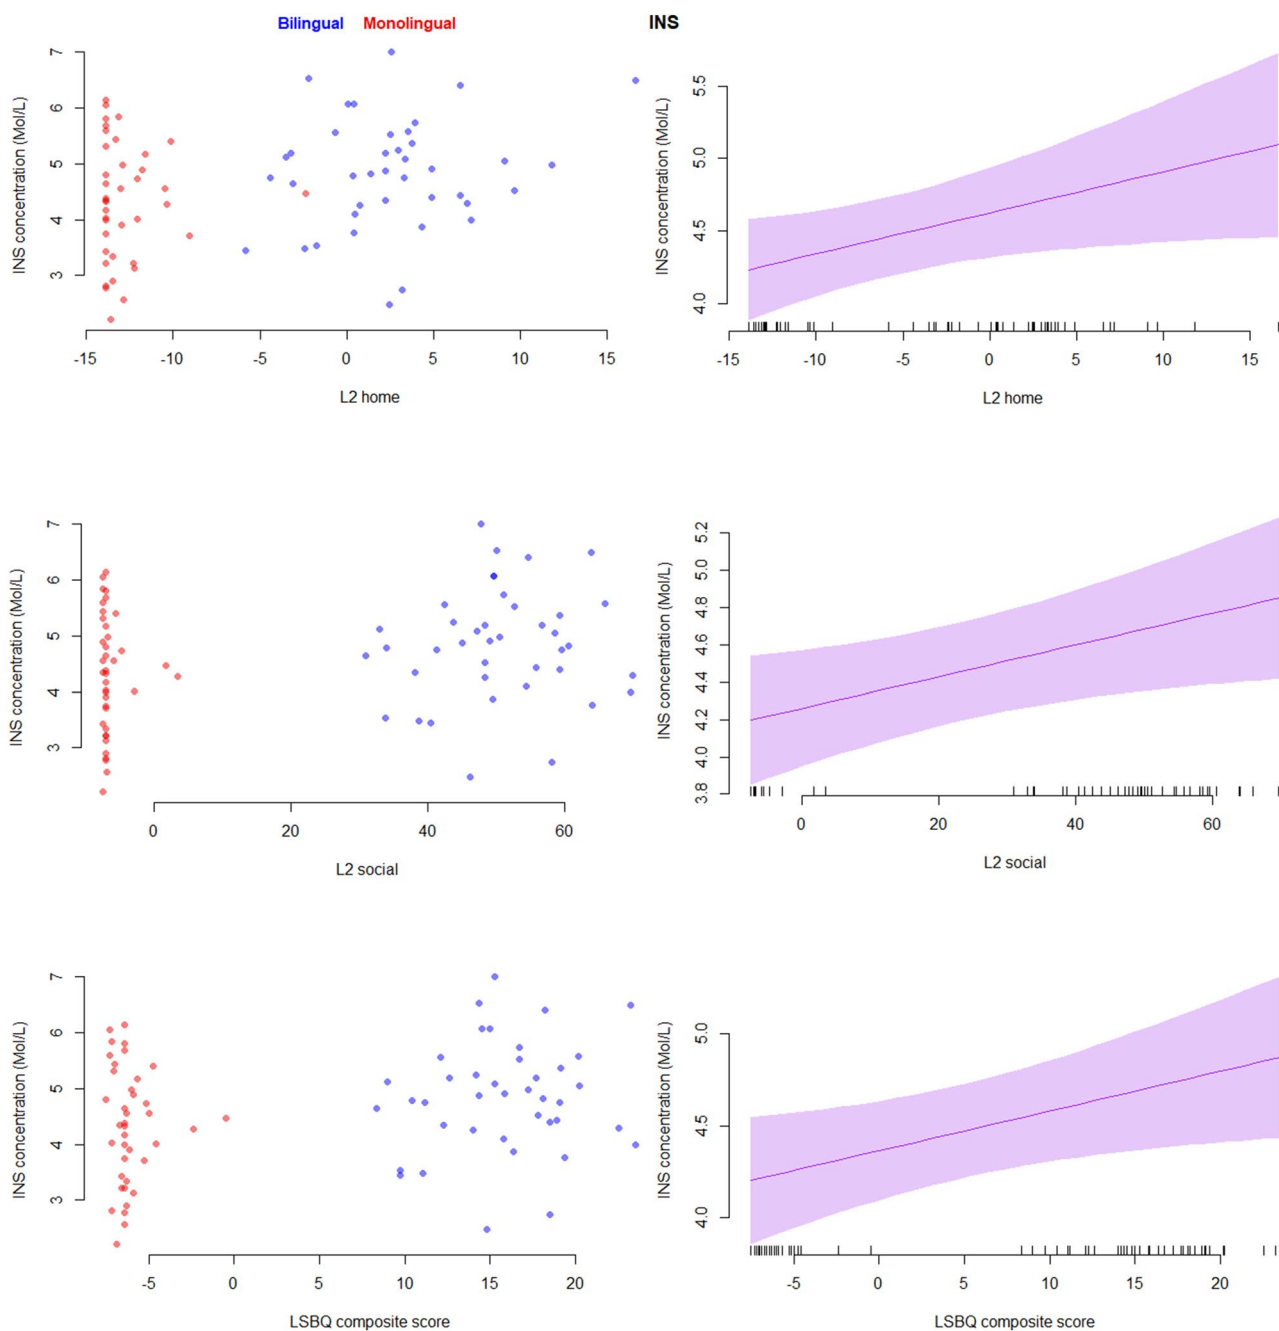 Bilingual Monolingual
INS
INS concentration (Mol/L)
7
6
5
4
3
-15 -10 -5 0 5 10 15
L2 home
INS concentration (Mol/L)
5.5
5.0
4.5
4.0
-15 -10 -5 0 5 10 15
L2 home
INS concentration (Mol/L)
7
6
5
4
3
0 20 40 60
L2 social
INS concentration (Mol/L)
5.2
5.0
4.8
4.6
4.4
4.2
4.0
3.8
0 20 40 60
L2 social
INS concentration (Mol/L)
7
6
5
4
3
-5 0 5 10 15 20
LSBQ composite score
INS concentration (Mol/L)
5.0
4.5
4.0
-5 0 5 10 15 20
LSBQ composite score